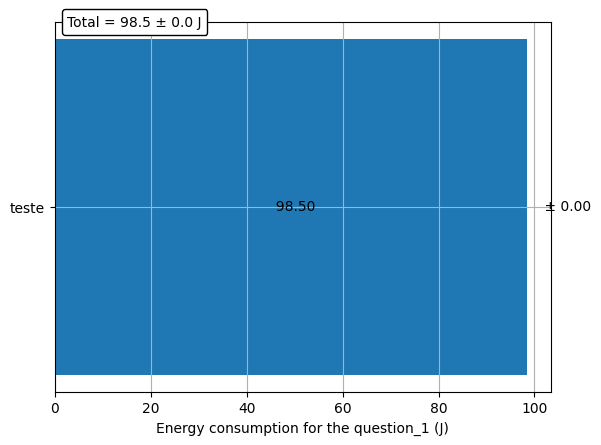 Total = 98.5 ± 0.0 J
teste
98.50
± 0.00
0 20 40 60 80 100
Energy consumption for the question_1 (J)